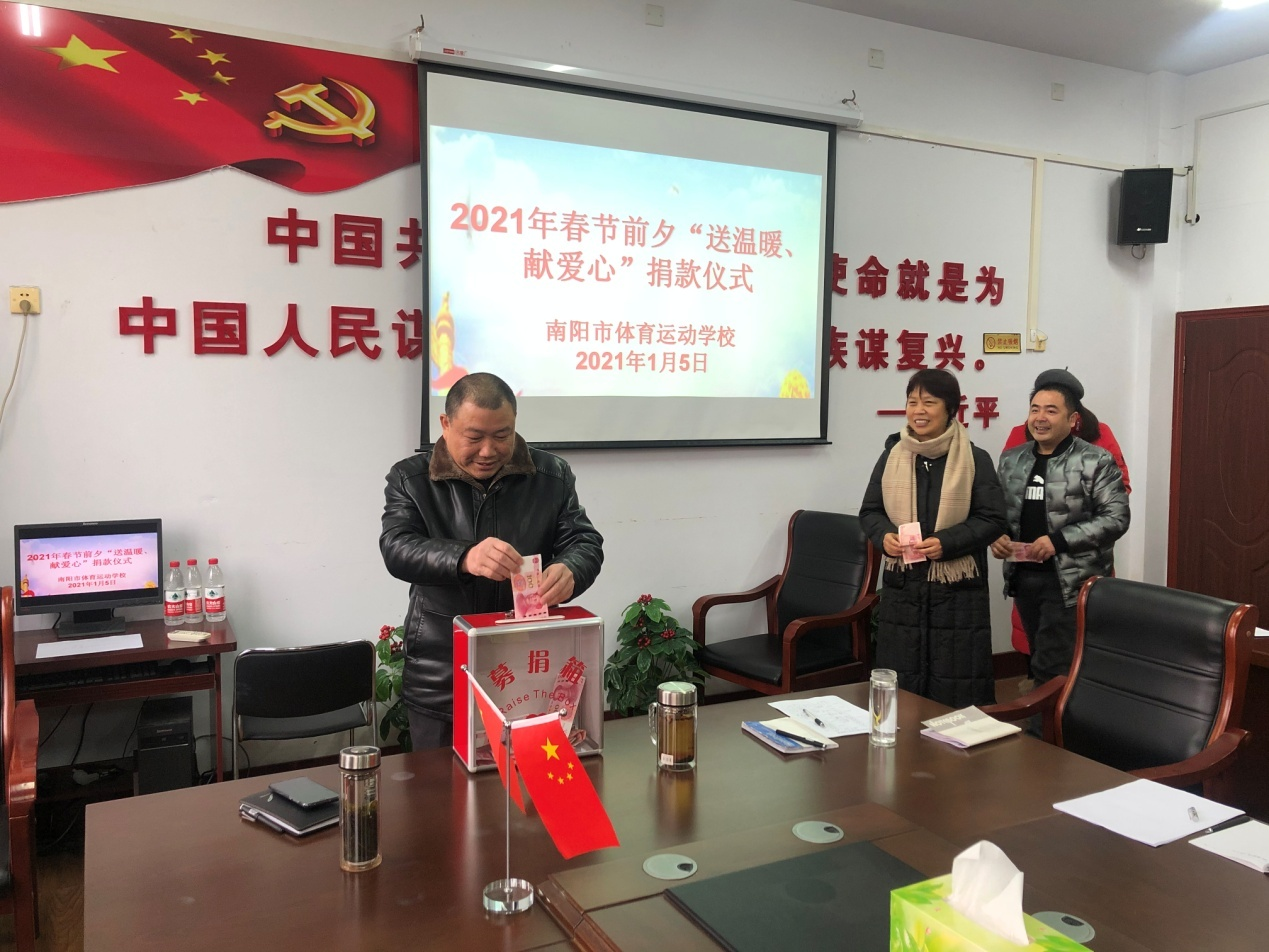 2021年春节前夕“送温暖、
献爱心”捐款仪式
南阳市体育运动学校
2021年1月5日
中国共
使命就是为
中国人民谋
族谋复兴。
近平
2021年春节前夕“送温暖、
献爱心”捐款仪式
南阳市体育运动学校
2021年1月5日
募捐箱
Raise The Box